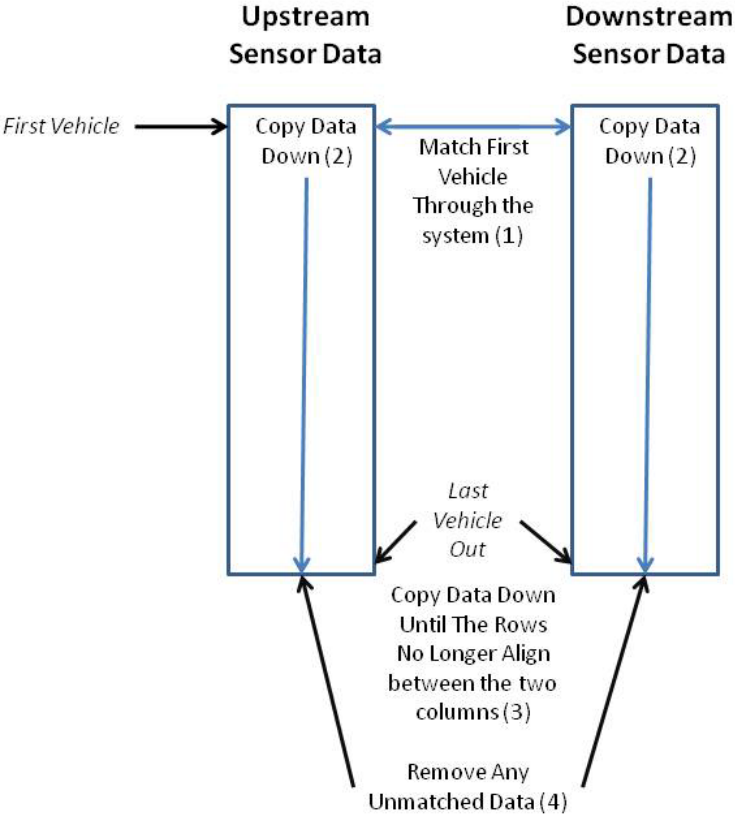 Upstream
Sensor Data
Downstream
Sensor Data
First Vehicle
Copy Data
Down (2)
Match First
Vehicle
Through the
system (1)
Copy Data
Down (2)
Last
Vehicle
Out
Copy Data Down
Until The Rows
No Longer Align
between the two
columns (3)
Remove Any
Unmatched Data (4)